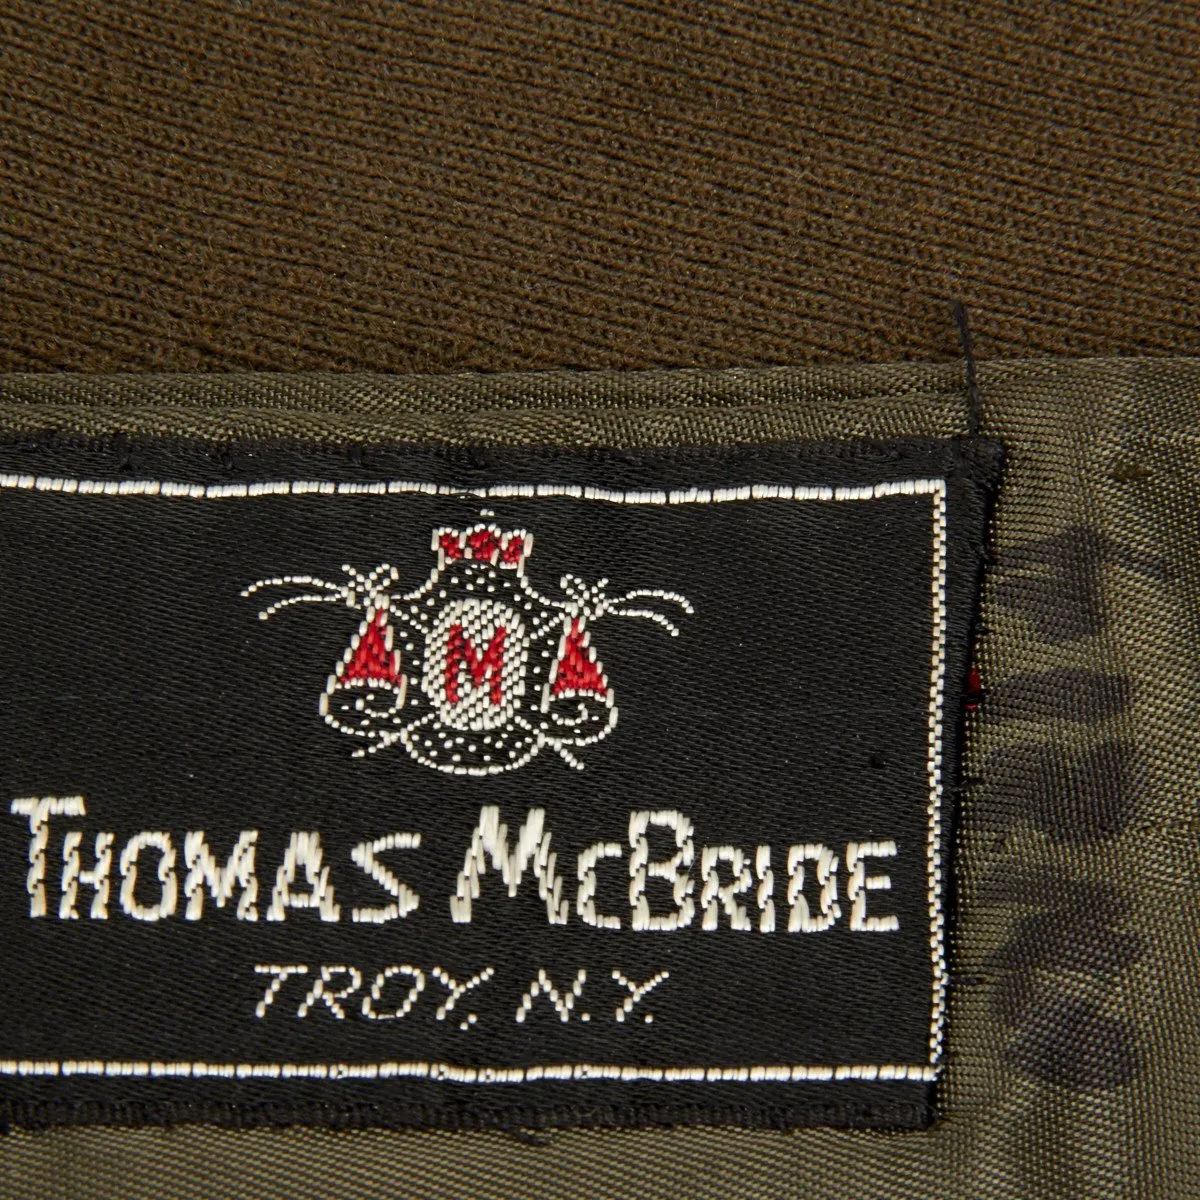 M
THOMAS MCBRIDE
TROY, N.Y.